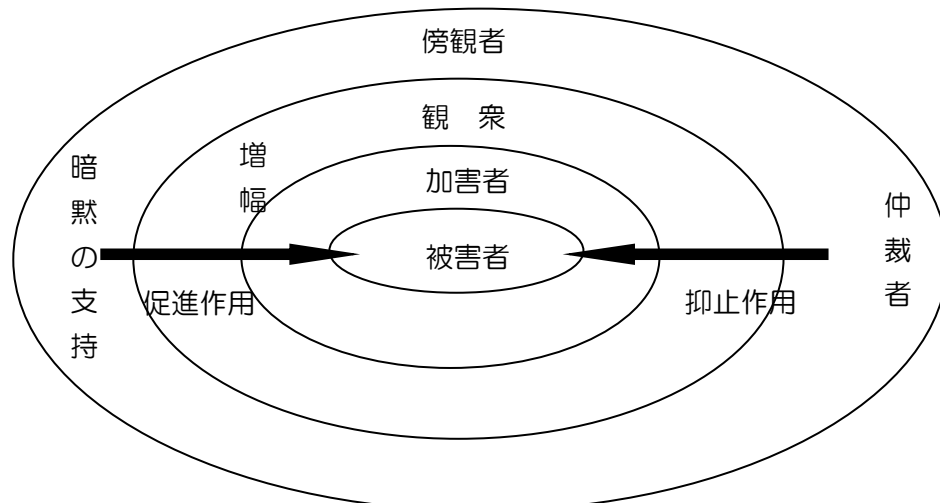 傍観者
観　衆
増幅
加害者
暗黙の支持
仲裁者
被害者
促進作用
抑止作用